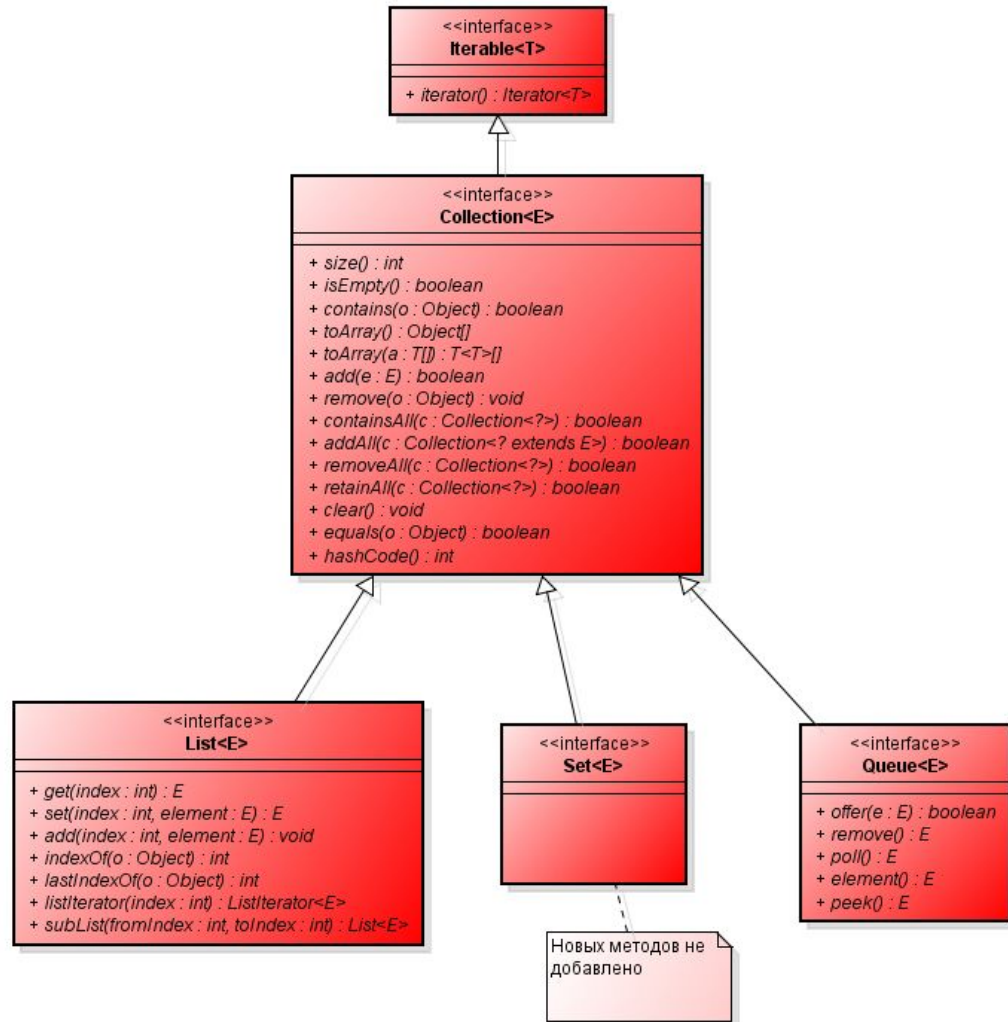 <<interface>>
Iterable<T>
+ iterator() : Iterator<T>
<<interface>>
Collection<E>
+ size() : int
+ isEmpty() : boolean
+ contains(o : Object) : boolean
+ toArray() : Object[]
+ toArray(a : T[]) : T<T>[]
+ add(e : E) : boolean
+ remove(o : Object) : void
+ containsAll(c : Collection<?>) : boolean
+ addAll(c : Collection<? extends E>) : boolean
+ removeAll(c : Collection<?>) : boolean
+ retainAll(c : Collection<?>) : boolean
+ clear() : void
+ equals(o : Object) : boolean
+ hashCode() : int
<<interface>>
List<E>
+ get(index : int) : E
+ set(index : int, element : E) : E
+ add(index : int, element : E) : void
+ indexOf(o : Object) : int
+ lastIndexOf(o : Object) : int
+ listIterator(index : int) : ListIterator<E>
+ subList(fromIndex : int, toIndex : int) : List<E>
<<interface>>
Set<E>
Новых методов не
добавлено
<<interface>>
Queue<E>
+ offer(e : E) : boolean
+ remove() : E
+ poll() : E
+ element() : E
+ peek() : E